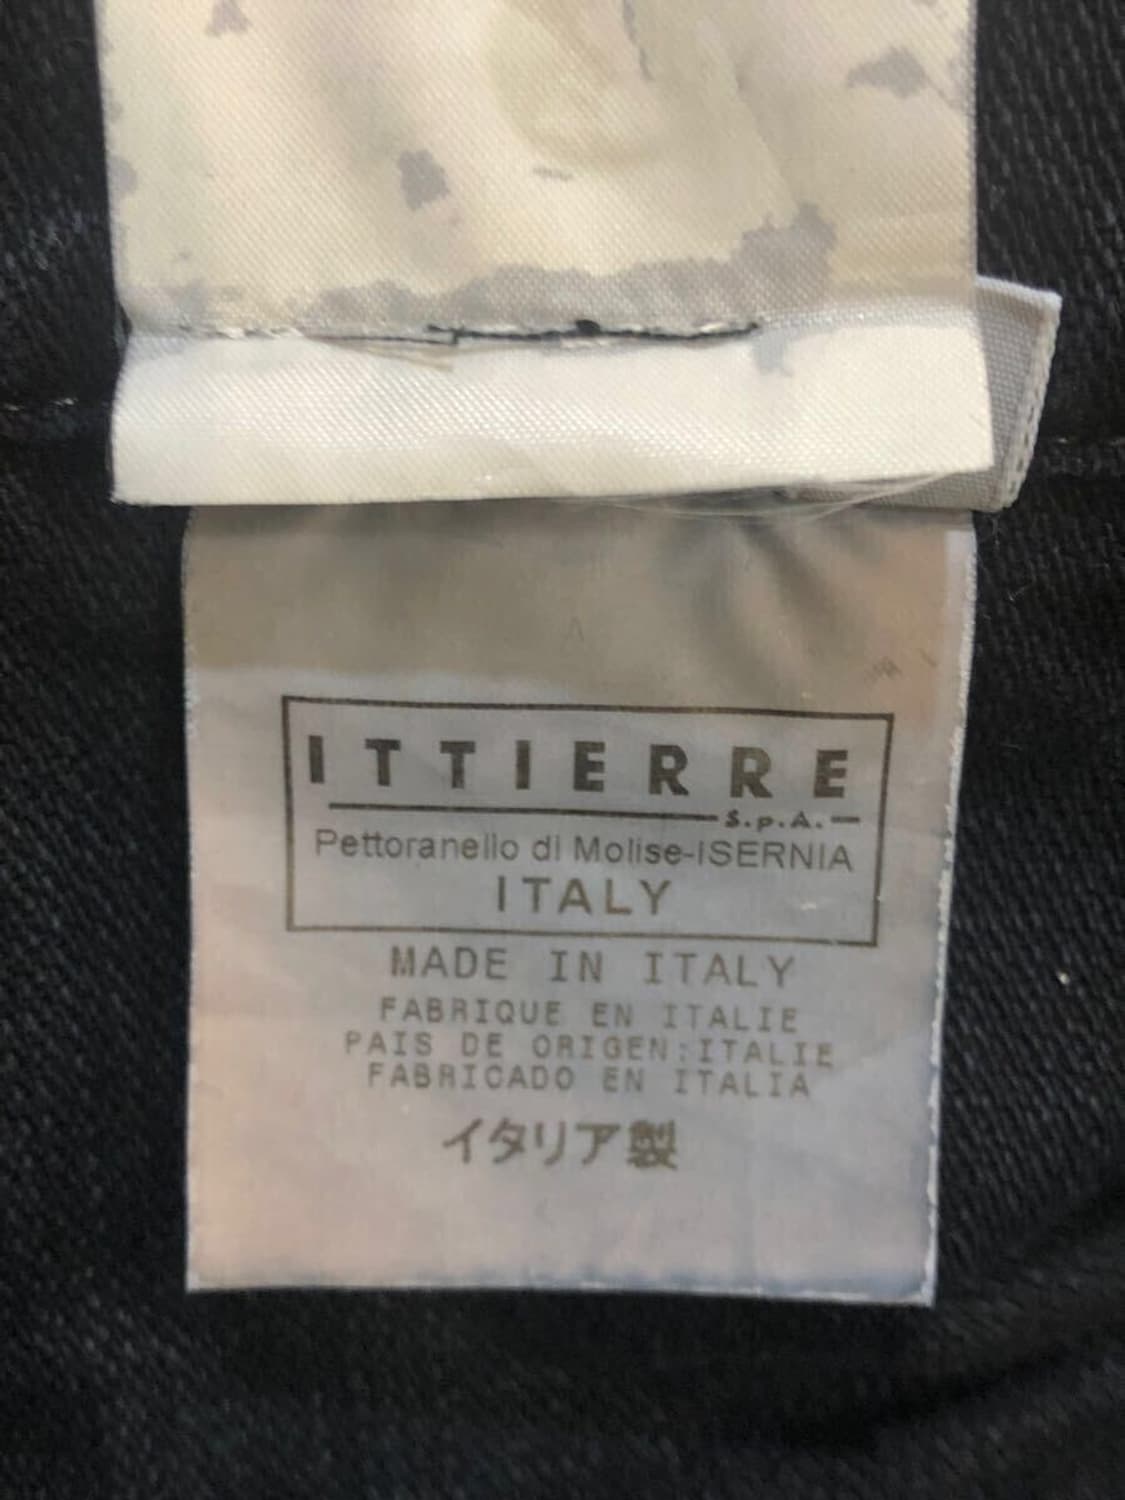 ITTIERRE
S.p.A.
Pettoranello di Molise-ISERNIA
ITALY
MADE IN ITALY
FABRIQUE EN ITALIE
PAIS DE ORIGEN:ITALIE
FABRICADO EN ITALIA
イタリア製